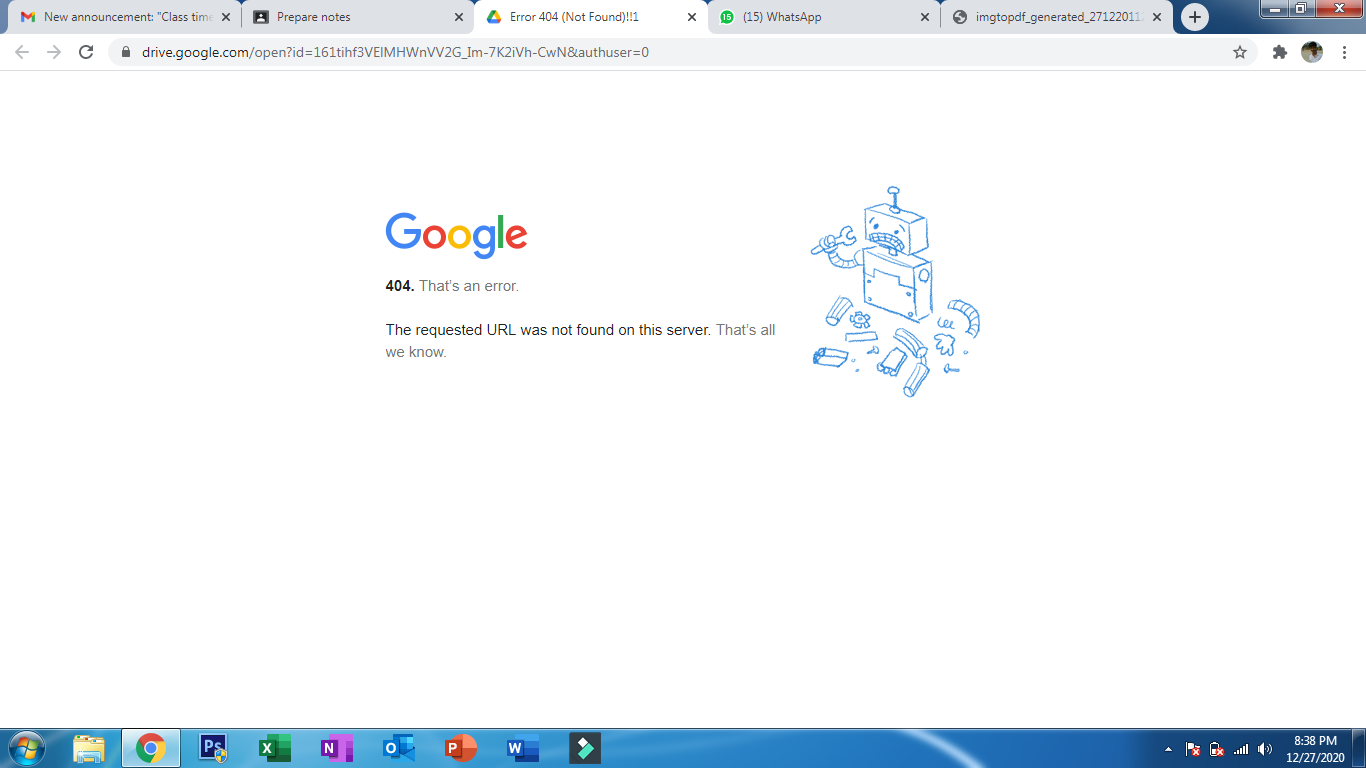 New announcement: "Class time
Prepare notes
Error 404 (Not Found)!!1
(15) WhatsApp
imgtopdf_generated_27122011
drive.google.com/open?id=161tihf3VElMHWnVV2G_Im-7K2iVh-CwN&authuser=0
Google
404. That's an error.
The requested URL was not found on this server. That's all
we know.
Ps
X
N
O
P
W
8:38 PM
12/27/2020